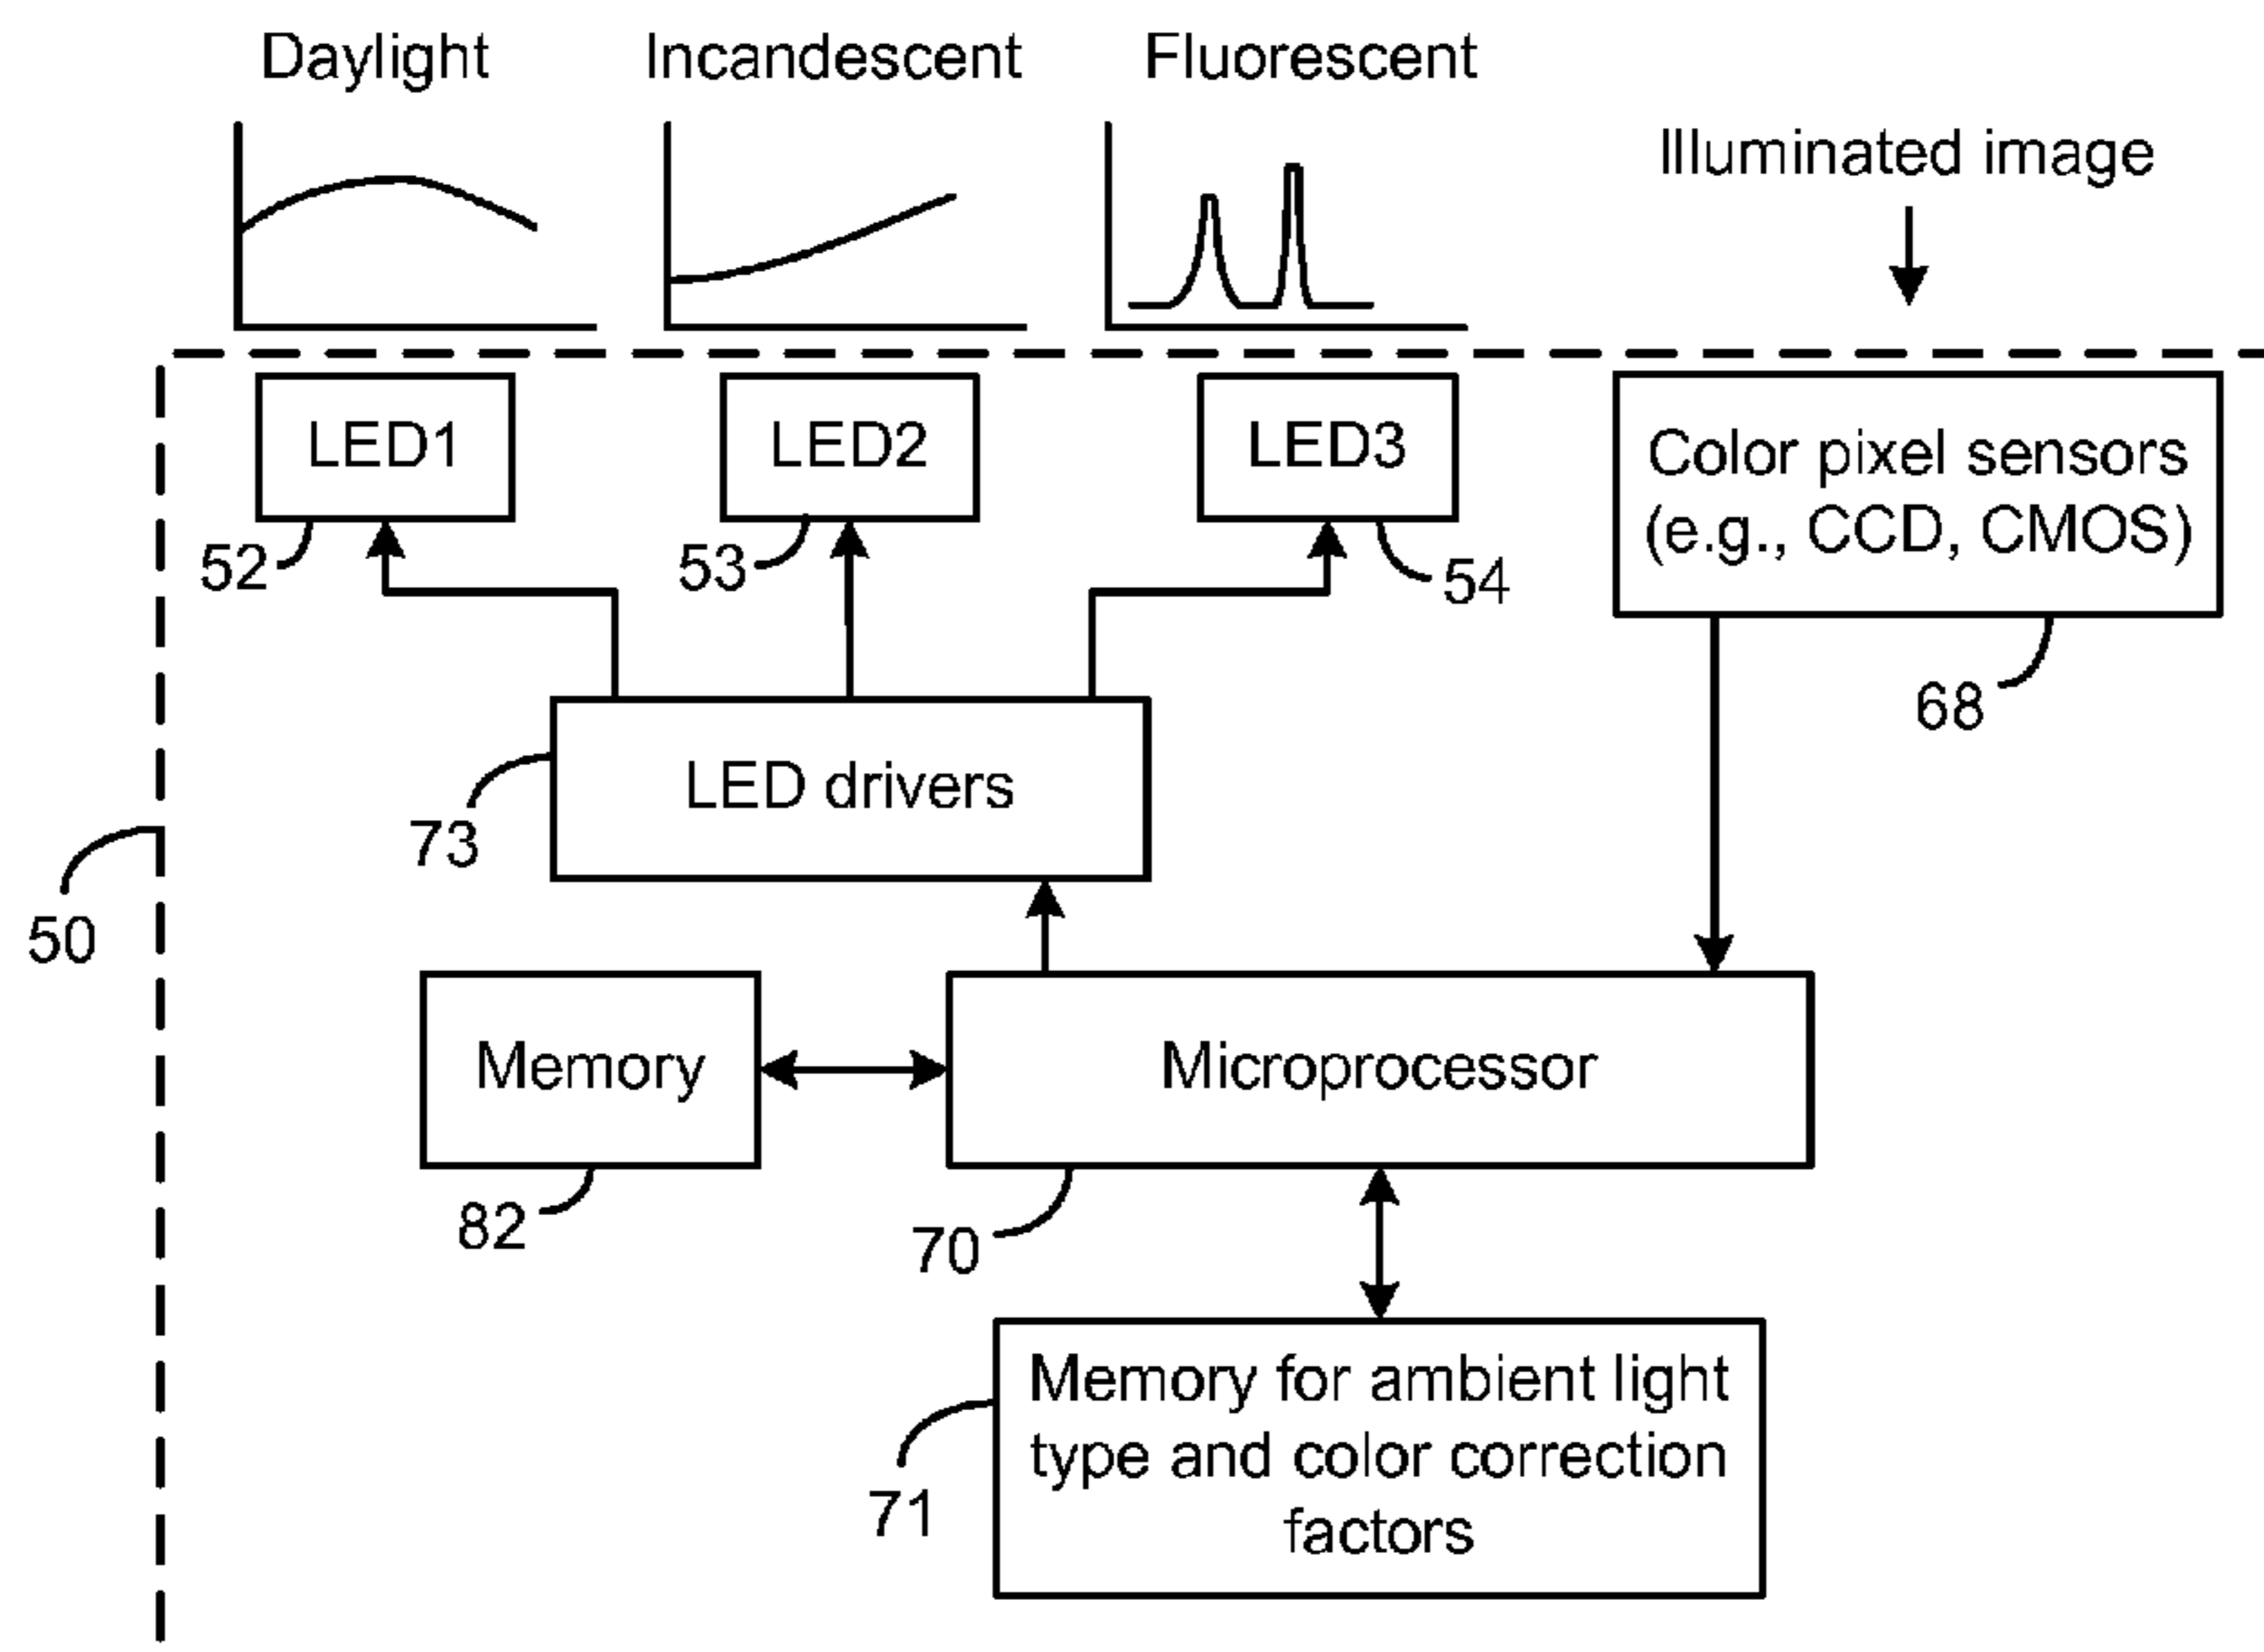 Daylight
Incandescent
Fluorescent
Illuminated image
LED1
LED2
LED3
Color pixel sensors
(e.g., CCD, CMOS)
52
53
54
68
LED drivers
73
50
Memory
Microprocessor
82
70
Memory for ambient light
type and color correction
factors
71